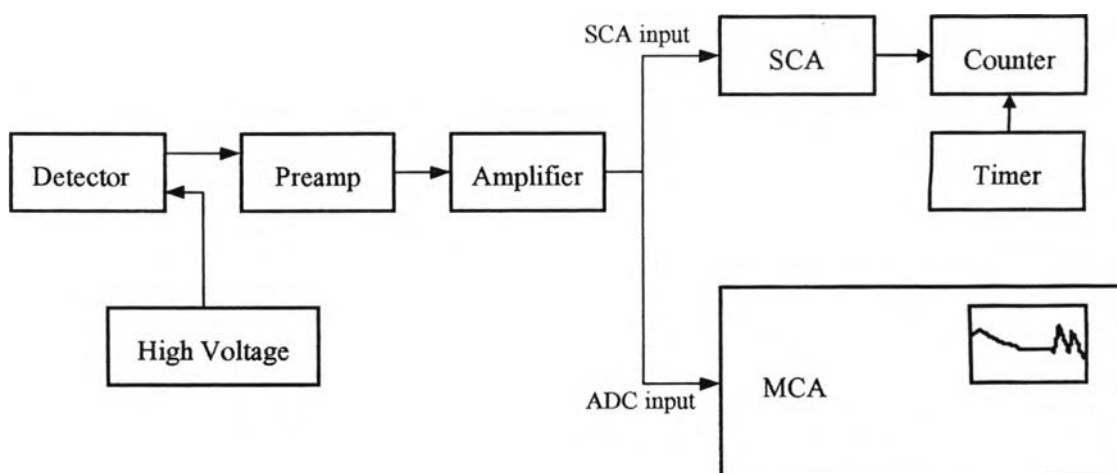 SCA input
SCA
Counter
Detector
Preamp
Amplifier
Timer
High Voltage
ADC input
MCA